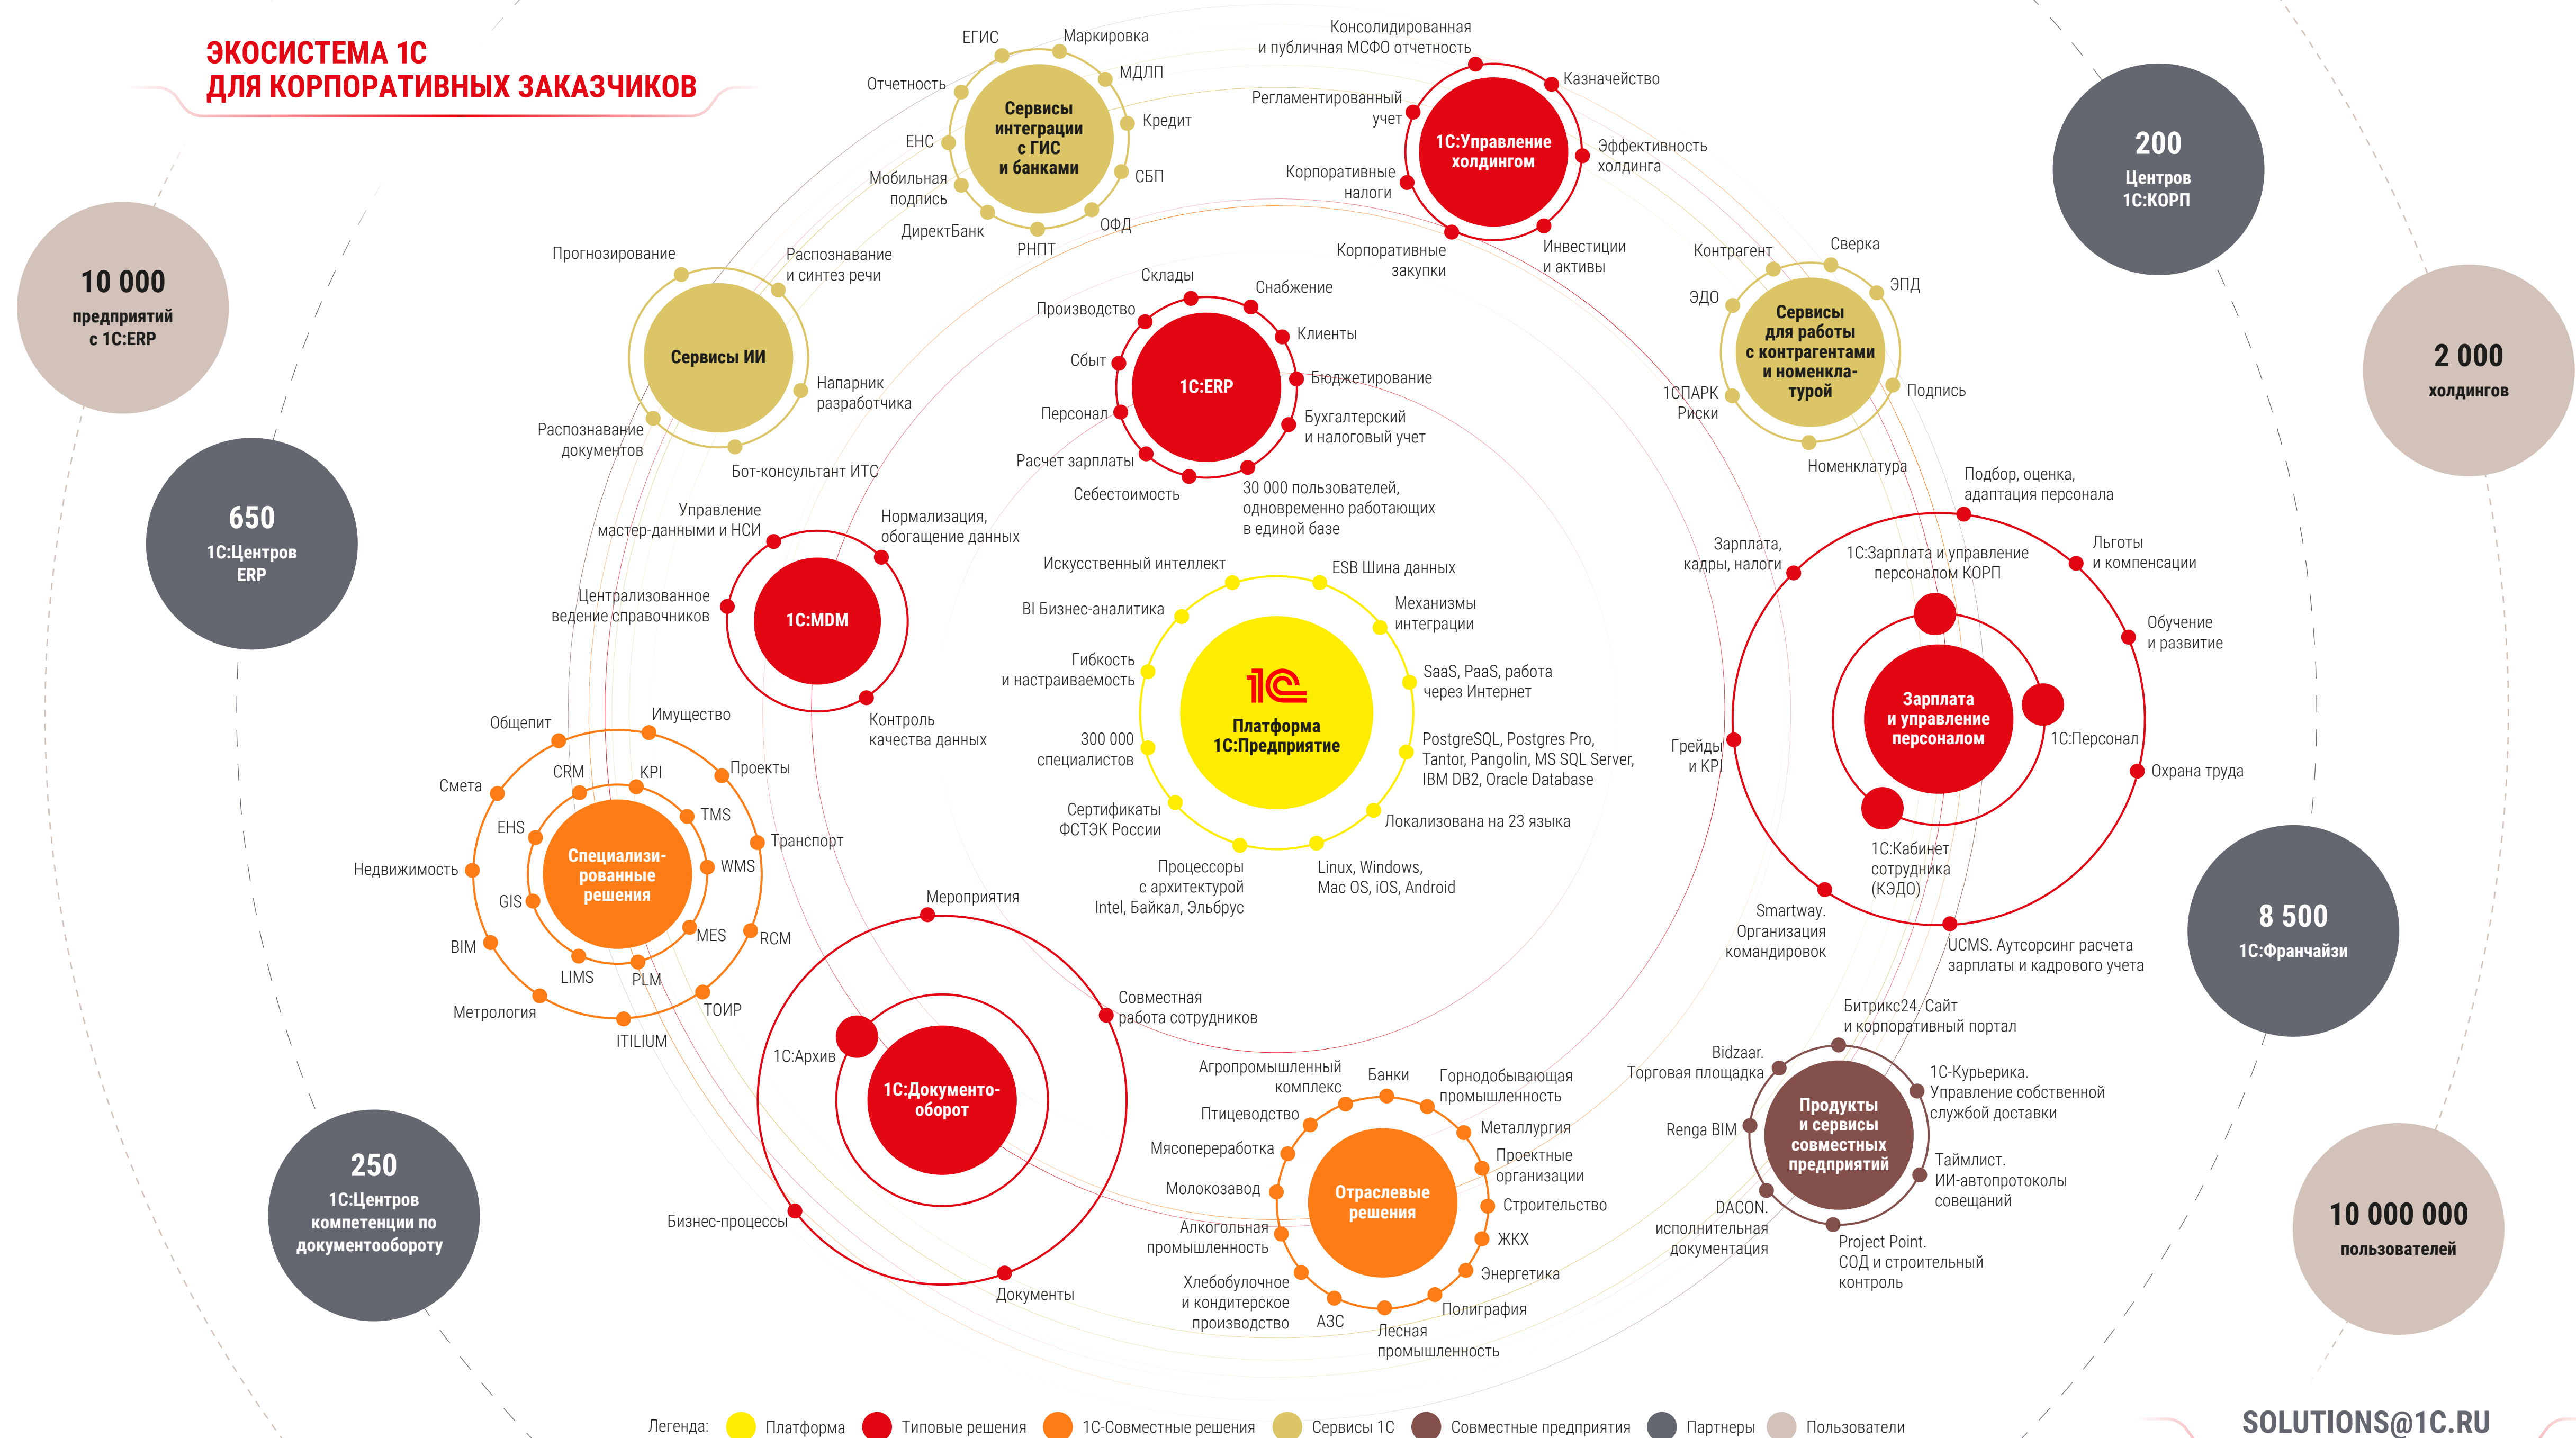 ЭКОСИСТЕМА 1С
ДЛЯ КОРПОРАТИВНЫХ ЗАКАЗЧИКОВ
10 000
предприятий
с 1С:ERP
650
1С:Центров
ERP
250
1С:Центров
компетенции по
документообороту
200
Центров
1С:КОРП
2 000
холдингов
8 500
1С:Франчайзи
10 000 000
пользователей
Сервисы
интеграции
с ГИС
и банками
ЕГИС
Маркировка
МДЛП
Кредит
СБП
ОФД
РНПТ
ДиректБанк
Мобильная
подпись
ЕНС
Отчетность
1С:Управление
холдингом
Консолидированная
и публичная МСФО отчетность
Казначейство
Эффективность
холдинга
Инвестиции
и активы
Корпоративные
закупки
Корпоративные
налоги
Регламентированный
учет
Сервисы ИИ
Прогнозирование
Распознавание
и синтез речи
Напарник
разработчика
Бот-консультант ИТС
Распознавание
документов
1С:ERP
Склады
Снабжение
Клиенты
Бюджетирование
Бухгалтерский
и налоговый учет
30 000 пользователей,
одновременно работающих
в единой базе
Себестоимость
Расчет зарплаты
Персонал
Сбыт
Производство
Сервисы
для работы
с контрагентами
и номенкла-
турой
Контрагент
Сверка
ЭПД
Подпись
Номенклатура
1СПАРК
Риски
ЭДО
1С:MDM
Управление
мастер-данными и НСИ
Нормализация,
обогащение данных
Контроль
качества данных
Централизованное
ведение справочников
1С
Платформа
1С:Предприятие
Искусственный интеллект
ESB Шина данных
Механизмы
интеграции
SaaS, PaaS, работа
через Интернет
PostgreSQL, Postgres Pro,
Tantor, Pangolin, MS SQL Server,
IBM DB2, Oracle Database
Локализована на 23 языка
Linux, Windows,
Mac OS, iOS, Android
Процессоры
с архитектурой
Intel, Байкал, Эльбрус
Сертификаты
ФСТЭК России
300 000
специалистов
Гибкость
и настраиваемость
BI Бизнес-аналитика
Зарплата
и управление
персоналом
1С:Зарплата и управление
персоналом КОРП
1С:Персонал
1С:Кабинет
сотрудника
(КЭДО)
Подбор, оценка,
адаптация персонала
Льготы
и компенсации
Обучение
и развитие
Охрана труда
UCMS. Аутсорсинг расчета
зарплаты и кадрового учета
Smartway.
Организация
командировок
Грейды
и KPI
Зарплата,
кадры, налоги
Специализи-
рованные
решения
CRM
KPI
TMS
WMS
MES
PLM
LIMS
GIS
EHS
Общепит
Имущество
Проекты
Транспорт
RCM
ТОИР
ITILIUM
Метрология
BIM
Недвижимость
Смета
1С:Документо-
оборот
1С:Архив
Мероприятия
Совместная
работа сотрудников
Документы
Бизнес-процессы
Отраслевые
решения
Агропромышленный
комплекс
Банки
Горнодобывающая
промышленность
Металлургия
Проектные
организации
Строительство
ЖКХ
Энергетика
Полиграфия
Лесная
промышленность
АЗС
Хлебобулочное
и кондитерское
производство
Алкогольная
промышленность
Молокозавод
Мясопереработка
Птицеводство
Продукты
и сервисы
совместных
предприятий
Битрикс24. Сайт
и корпоративный портал
1С-Курьерика.
Управление собственной
службой доставки
Таймлист.
ИИ-автопротоколы
совещаний
Project Point.
СОД и строительный
контроль
DACON.
исполнительная
документация
Renga BIM
Bidzaar.
Торговая площадка
Легенда:
Платформа
Типовые решения
1С-Совместные решения
Сервисы 1С
Совместные предприятия
Партнеры
Пользователи
SOLUTIONS@1C.RU